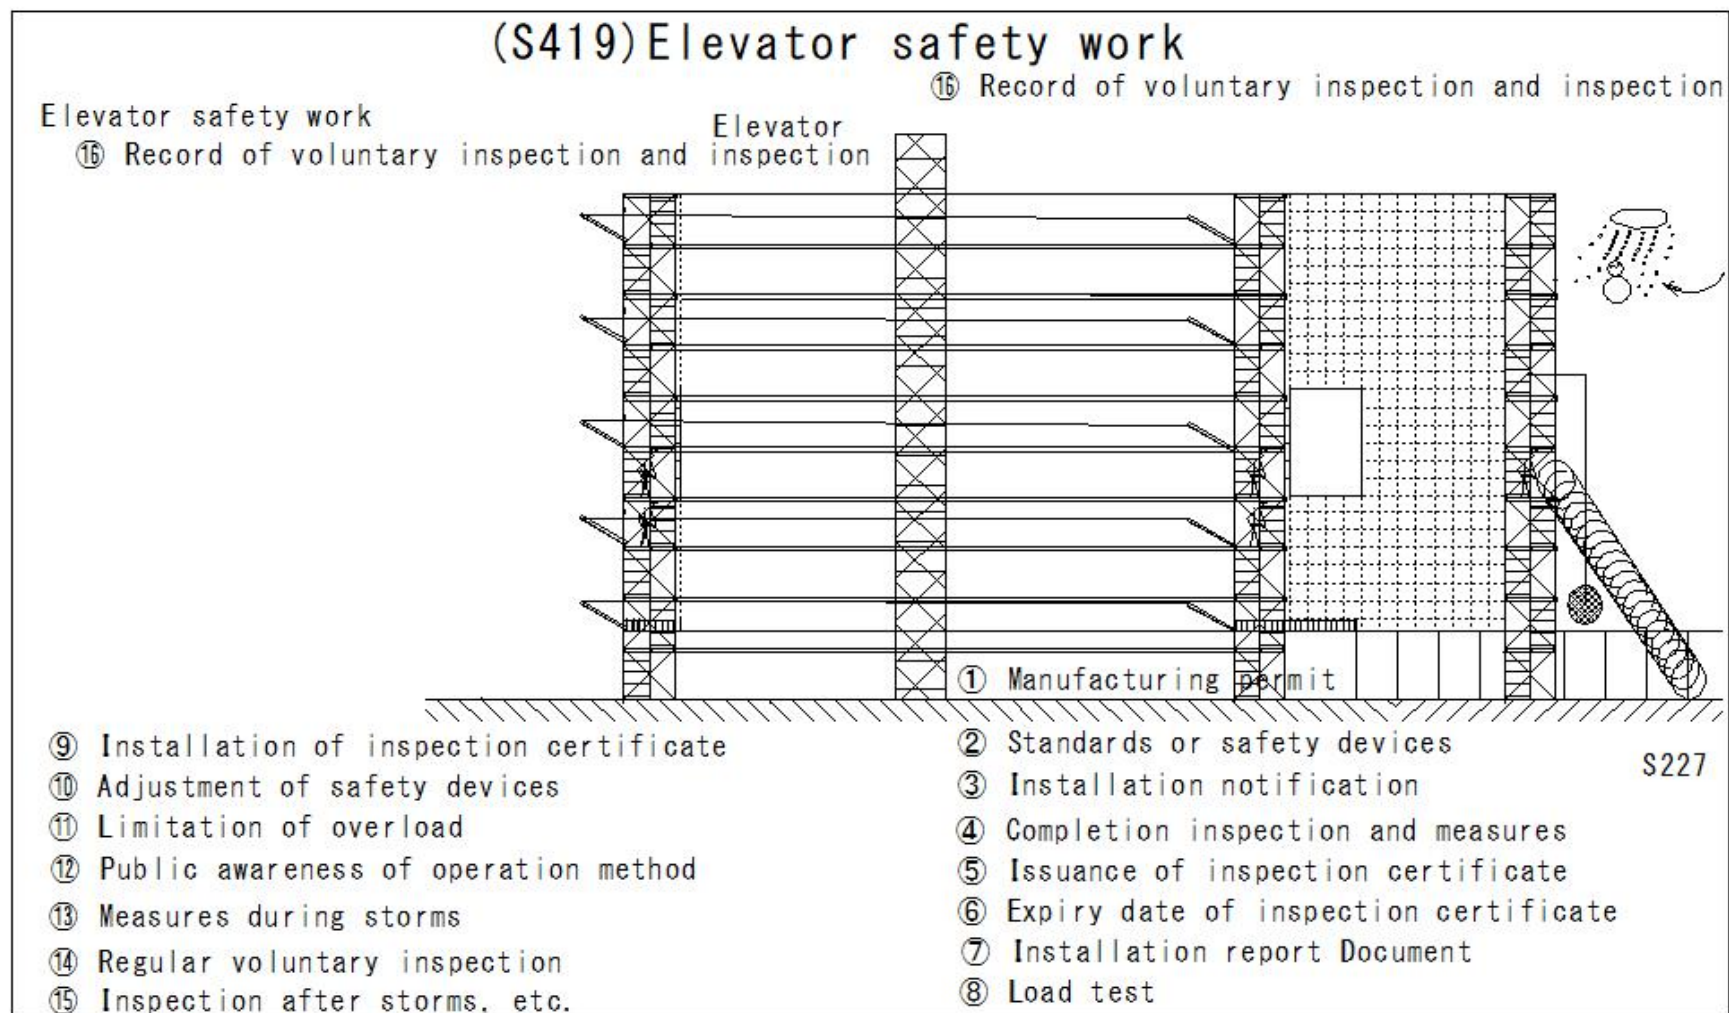 (S419)Elevator safety work
⑯ Record of voluntary inspection and inspection
Elevator safety work
Elevator
⑯ Record of voluntary inspection and inspection
① Manufacturing permit
⑨ Installation of inspection certificate
⑩ Adjustment of safety devices
⑪ Limitation of overload
⑫ Public awareness of operation method
⑬ Measures during storms
⑭ Regular voluntary inspection
⑮ Inspection after storms, etc.
② Standards or safety devices
S227
③ Installation notification
④ Completion inspection and measures
⑤ Issuance of inspection certificate
⑥ Expiry date of inspection certificate
⑦ Installation report Document
⑧ Load test